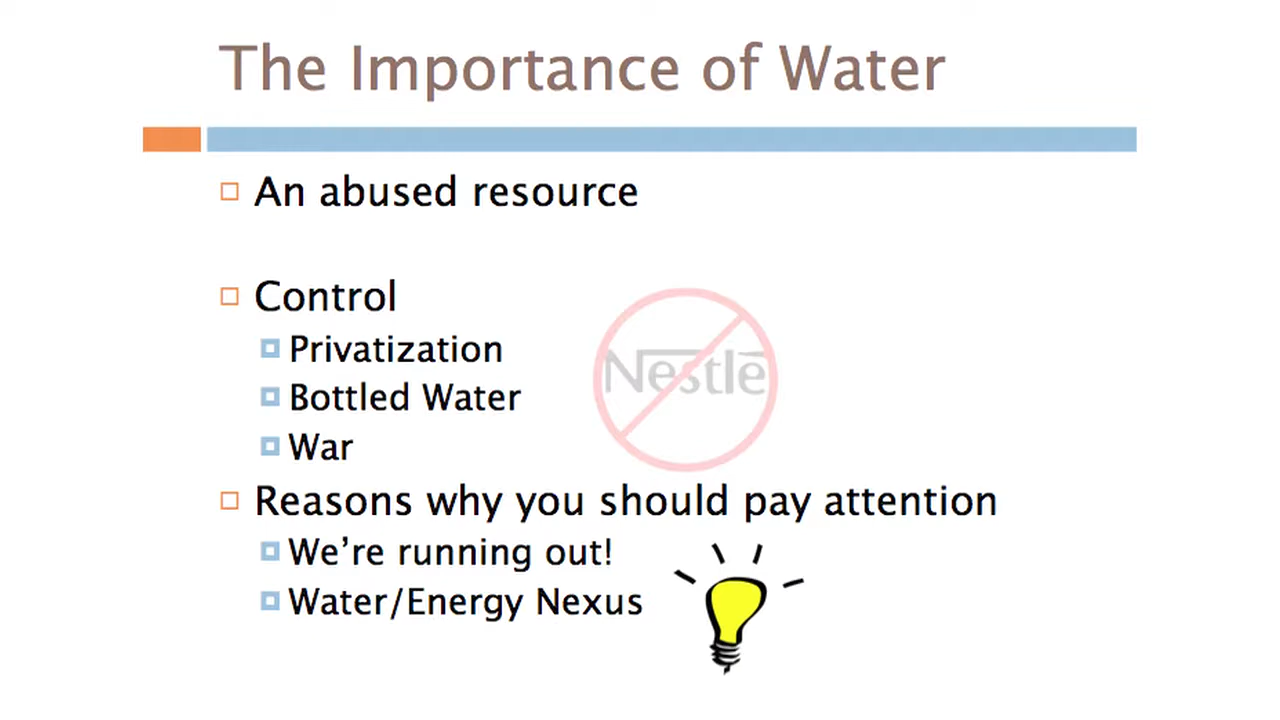 The Importance of Water
An abused resource
Control
Privatization
Bottled Water
War
Nestlé
Reasons why you should pay attention
We’re running out!
Water/Energy Nexus